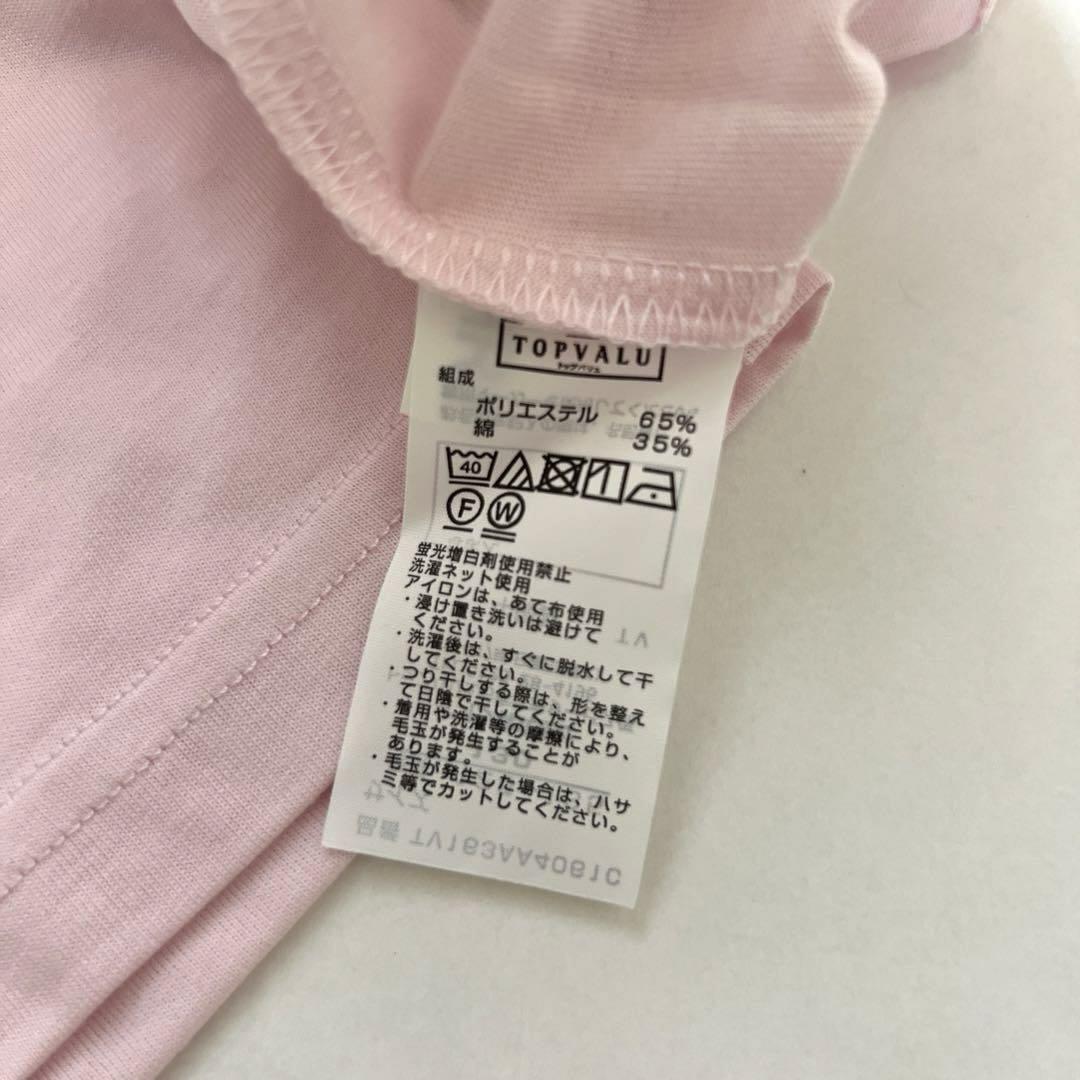 TOPVALU
トップバリュ
組成
ポリエステル 65%
綿 35%
40
F W
蛍光増白剤使用禁止
洗濯ネット使用
アイロンは、あて布使用
・浸け置き洗いは避けて
ください。
・洗濯後は、すぐに脱水して干
してください。
・つり干しする際は、形を整え
て日陰で干してください。
・着用や洗濯等の摩擦により、
毛玉が発生することが
あります。
・毛玉が発生した場合は、ハサ
ミ等でカットしてください。
サイズ
品番 TV163AA4061C